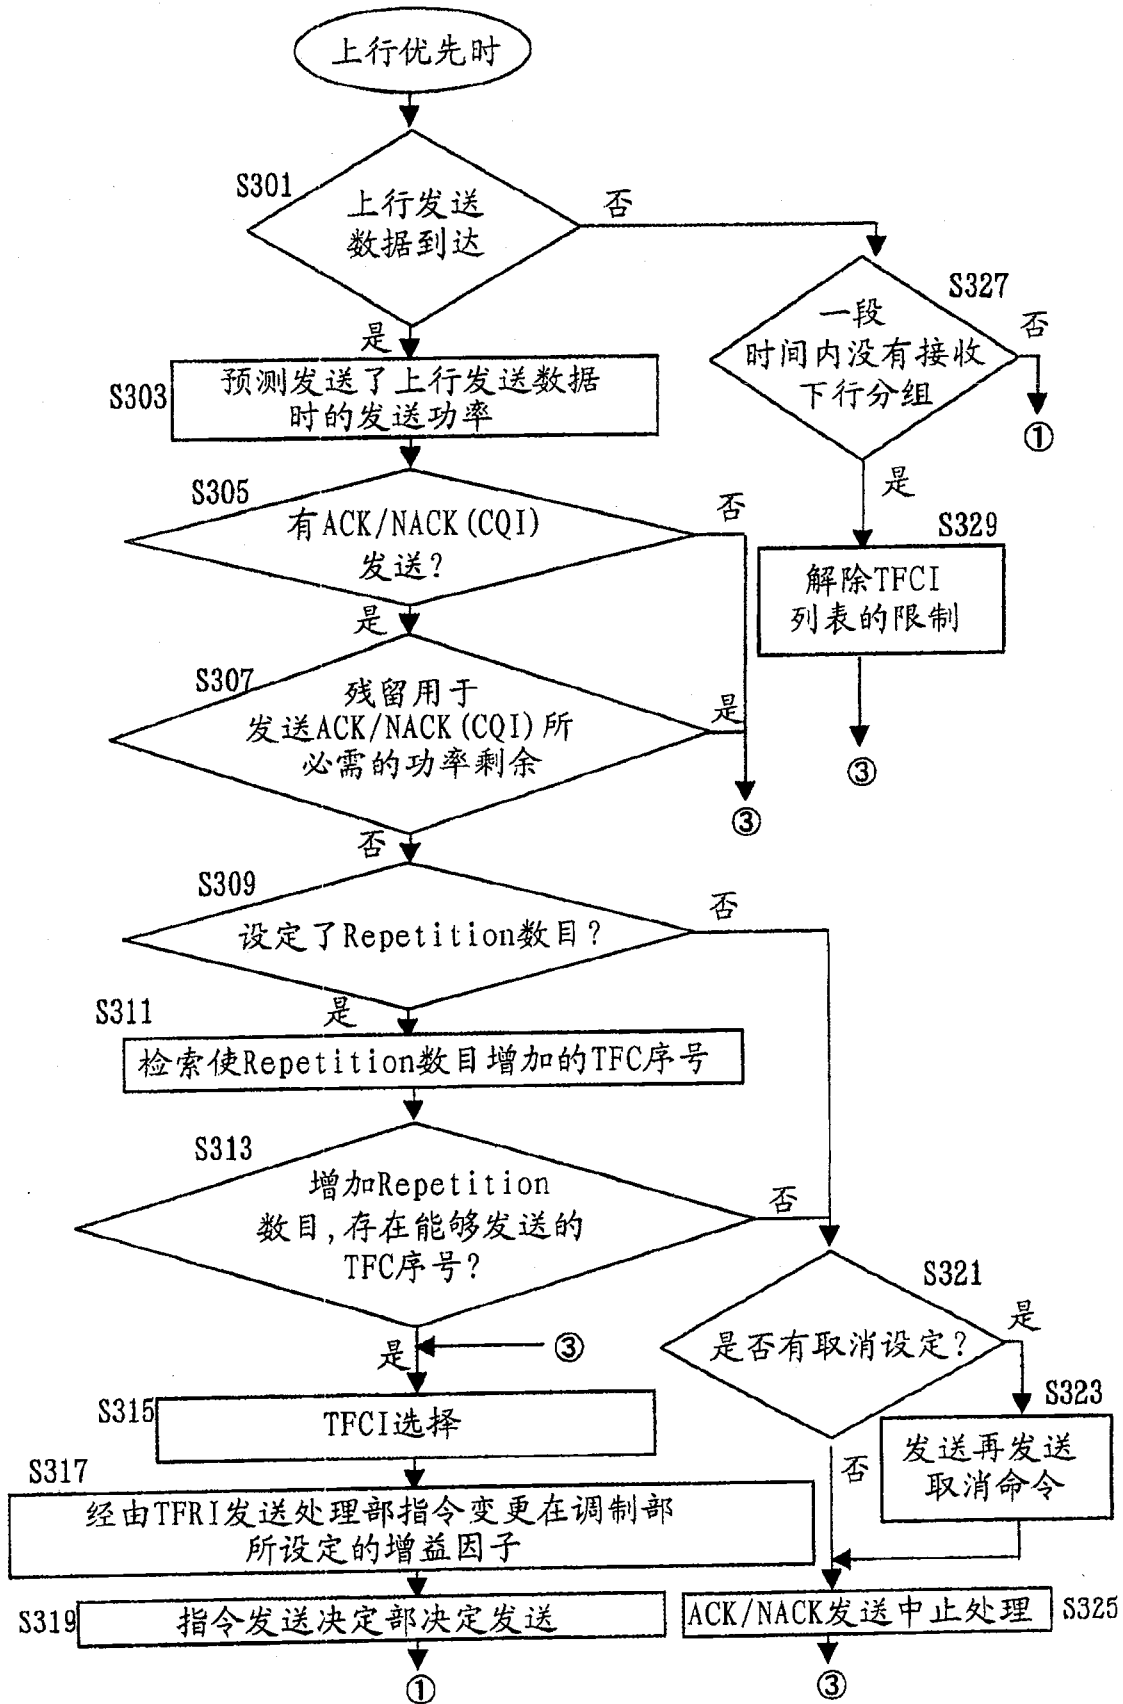 上行优先时
S301
上行发送
数据到达
否
是
S327
一段
时间内没有接收
下行分组
否
①
是
S303
预测发送了上行发送数据
时的发送功率
S329
解除TFCI
列表的限制
③
S305
有ACK/NACK(CQI)
发送?
否
是
S307
残留用于
发送ACK/NACK(CQI)所
必需的功率剩余
是
③
否
S309
设定了Repetition数目?
否
是
S311
检索使Repetition数目增加的TFC序号
S313
增加Repetition
数目,存在能够发送的
TFC序号?
否
是
③
S321
是否有取消设定?
是
否
S323
发送再发送
取消命令
S315
TFCI选择
S317
经由TFRI发送处理部指令变更在调制部
所设定的增益因子
S319
指令发送决定部决定发送
①
ACK/NACK发送中止处理
S325
③